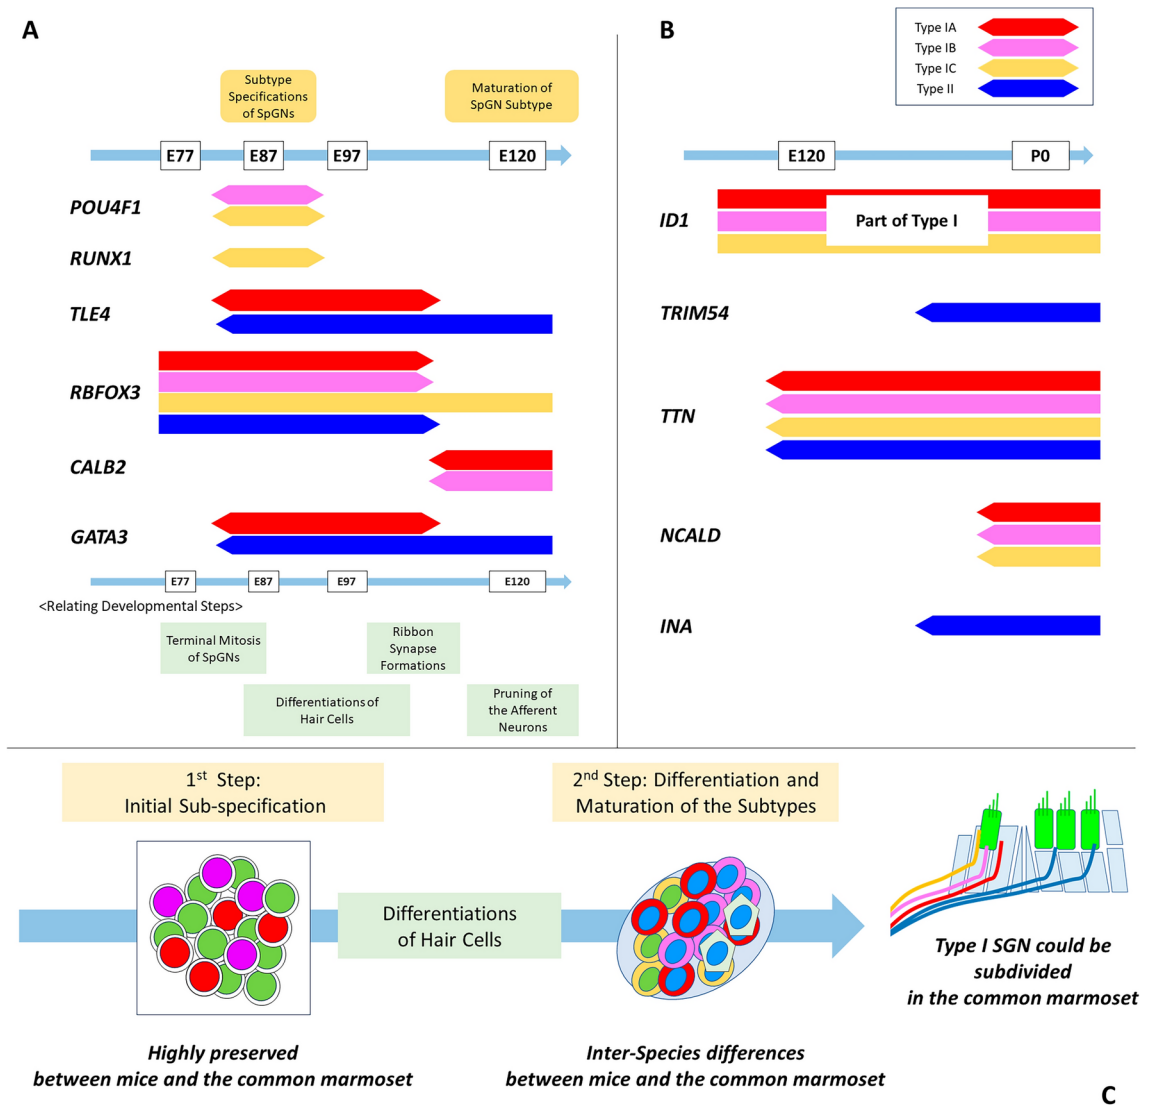 A
Subtype
Specifications
of SpGNs
Maturation of
SpGN Subtype
E77
E87
E97
E120
POU4F1
RUNX1
TLE4
RBFOX3
CALB2
GATA3
E77
E87
E97
E120
<Relating Developmental Steps>
Terminal Mitosis
of SpGNs
Ribbon
Synapse
Formations
Differentiations of
Hair Cells
Pruning of
the Afferent
Neurons
B
Type IA
Type IB
Type IC
Type II
E120
P0
ID1
Part of Type I
TRIM54
TTN
NCALD
INA
1st Step:
Initial Sub-specification
2nd Step: Differentiation and
Maturation of the Subtypes
Differentiations
of Hair Cells
Type I SGN could be
subdivided
in the common marmoset
Highly preserved
between mice and the common marmoset
Inter-Species differences
between mice and the common marmoset
C